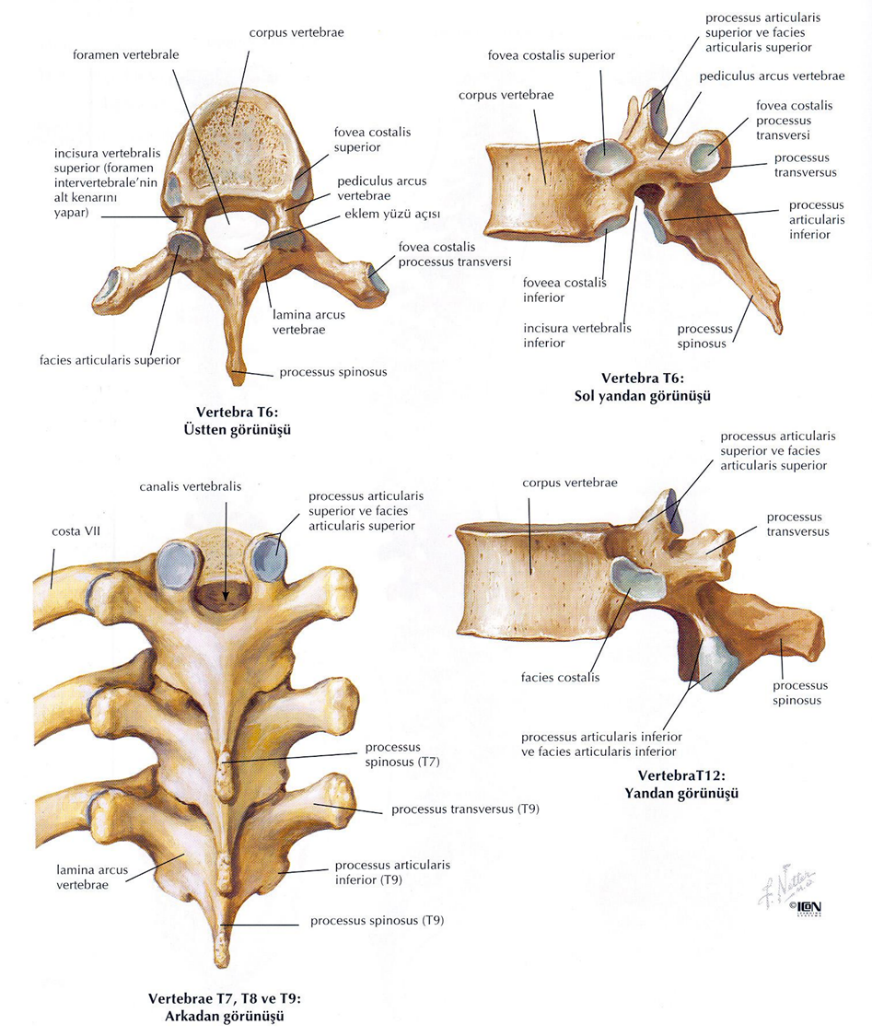 corpus vertebrae
foramen vertebrale
incisura vertebralis
superior (foramen
intervertebrale'nin
alt kenarını
yapar)
fovea costalis
superior
pediculus arcus
vertebrae
eklem yüzü açısı
fovea costalis
processus transversi
lamina arcus
vertebrae
facies articularis superior
processus spinosus
Vertebra T6:
Üstten görünüşü
processus articularis
superior ve facies
articularis superior
fovea costalis superior
pediculus arcus vertebrae
corpus vertebrae
fovea costalis
processus
transversi
processus
transversus
processus
articularis
inferior
foveea costalis
inferior
incisura vertebralis
inferior
processus
spinosus
Vertebra T6:
Sol yandan görünüşü
canalis vertebralis
processus articularis
superior ve facies
articularis superior
costa VII
processus
spinosus (T7)
processus transversus (T9)
lamina arcus
vertebrae
processus articularis
inferior (T9)
processus spinosus (T9)
Vertebrae T7, T8 ve T9:
Arkadan görünüşü
processus articularis
superior ve facies
articularis superior
corpus vertebrae
processus
transversus
facies costalis
processus
spinosus
processus articularis inferior
ve facies articularis inferior
VertebraT12:
Yandan görünüşü
F. Netter
M.D.
©ICON
LEARNING
SYSTEMS